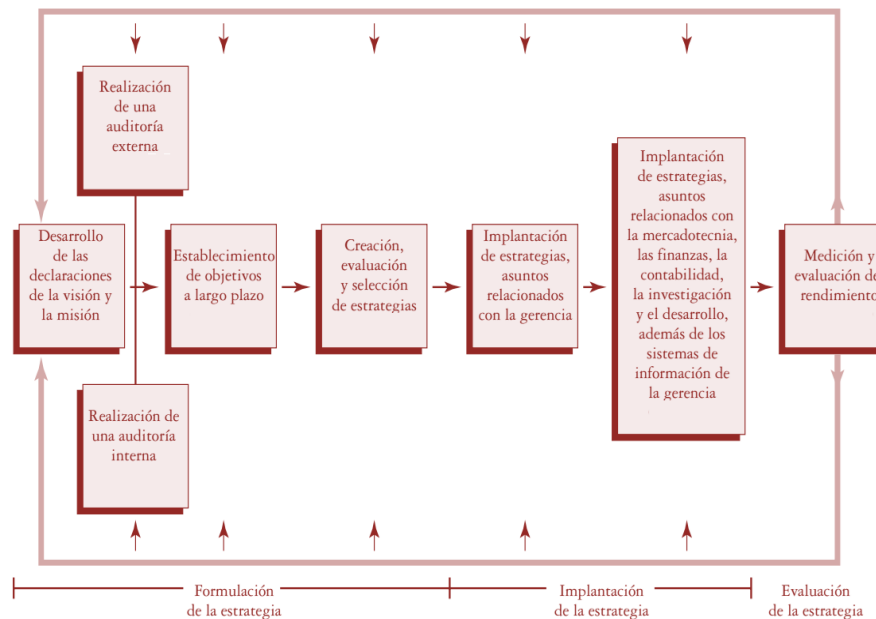 Realización
de una
auditoría
externa
Desarrollo
de las
declaraciones
de la visión y
la misión
Realización de
una auditoría
interna
Establecimiento
de objetivos
a largo plazo
Creación,
evaluación
y selección
de estrategias
Implantación
de estrategias,
asuntos
relacionados
con la gerencia
Implantación
de estrategias,
asuntos
relacionados con
la mercadotecnia,
las finanzas, la
contabilidad,
la investigación
y el desarrollo,
además de los
sistemas de
información de
la gerencia
Medición y
evaluación de
rendimiento
Formulación
de la estrategia
Implantación
de la estrategia
Evaluación
de la estrategia